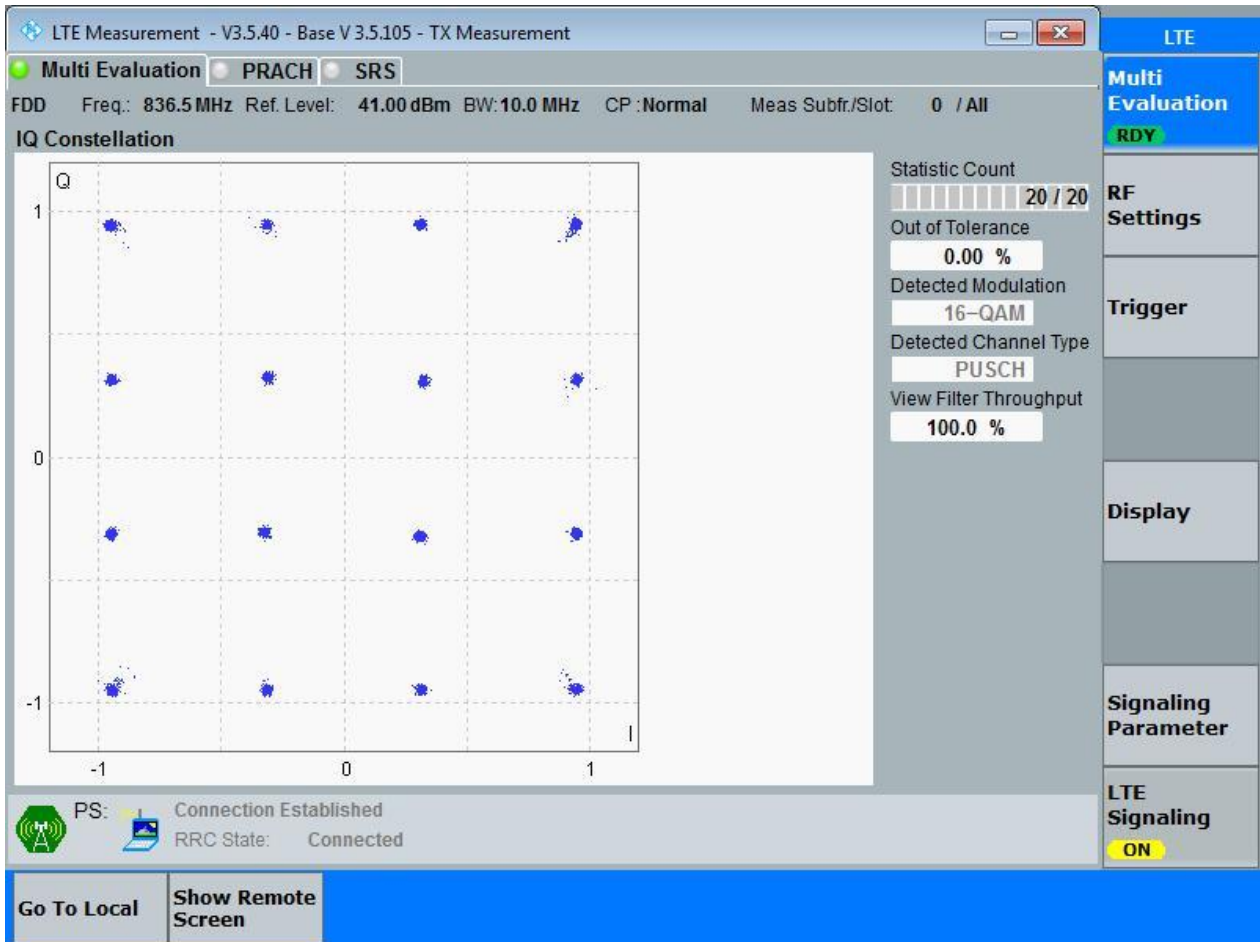 LTE Measurement - V3.5.40 - Base V 3.5.105 - TX Measurement
LTE
Multi Evaluation PRACH SRS
Multi
Evaluation
RDY
FDD Freq.: 836.5 MHz Ref. Level: 41.00 dBm BW: 10.0 MHz CP : Normal Meas Subfr./Slot: 0 / All
IQ Constellation
Q
1
0
-1
I
-1 0 1
Statistic Count
20 / 20
Out of Tolerance
0.00 %
Detected Modulation
16-QAM
Detected Channel Type
PUSCH
View Filter Throughput
100.0 %
RF
Settings
Trigger
Display
Signaling
Parameter
LTE
Signaling
ON
PS: Connection Established
RRC State: Connected
Go To Local
Show Remote
Screen